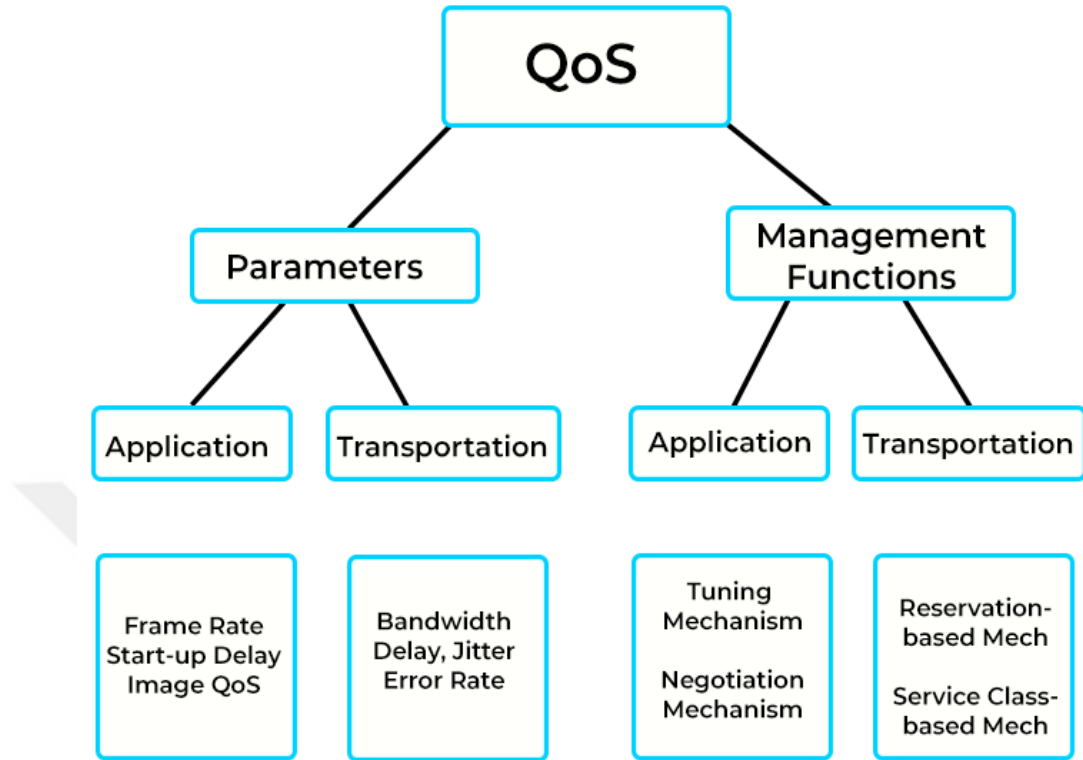 QoS
Parameters
Management
Functions
Application
Transportation
Application
Transportation
Frame Rate
Start-up Delay
Image QoS
Bandwidth
Delay, Jitter
Error Rate
Tuning
Mechanism
Negotiation
Mechanism
Reservation-
based Mech
Service Class-
based Mech